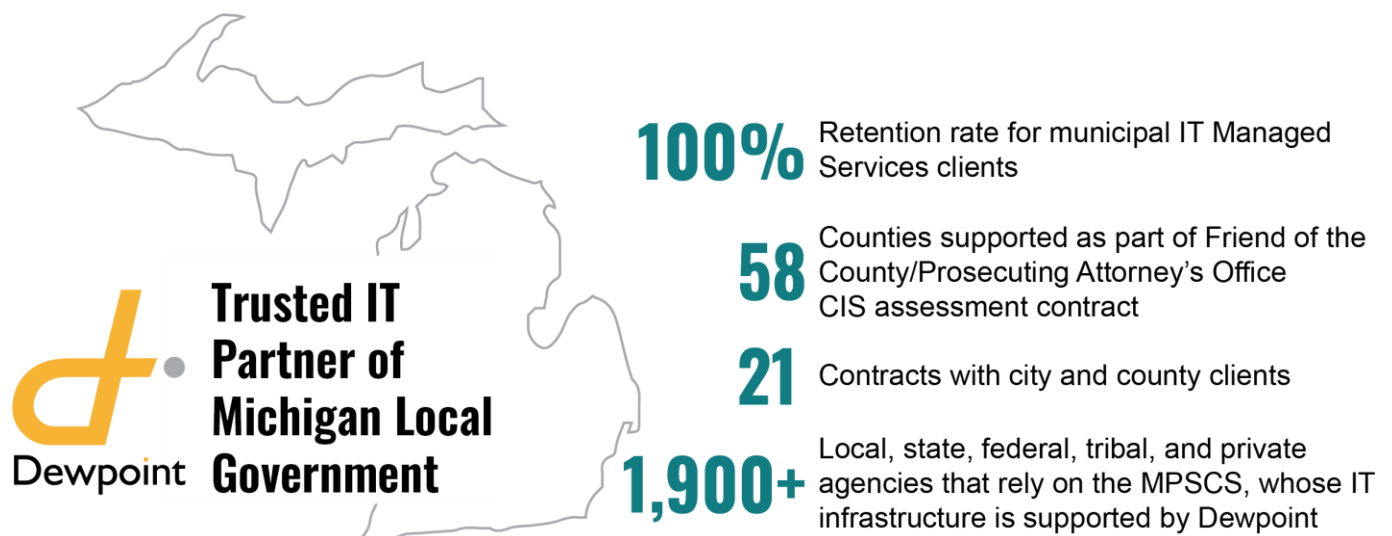 Dewpoint
Trusted IT
Partner of
Michigan Local
Government
100%
Retention rate for municipal IT Managed
Services clients
58
Counties supported as part of Friend of the
County/Prosecuting Attorney’s Office
CIS assessment contract
21
Contracts with city and county clients
1,900+
Local, state, federal, tribal, and private
agencies that rely on the MPSCS, whose IT
infrastructure is supported by Dewpoint